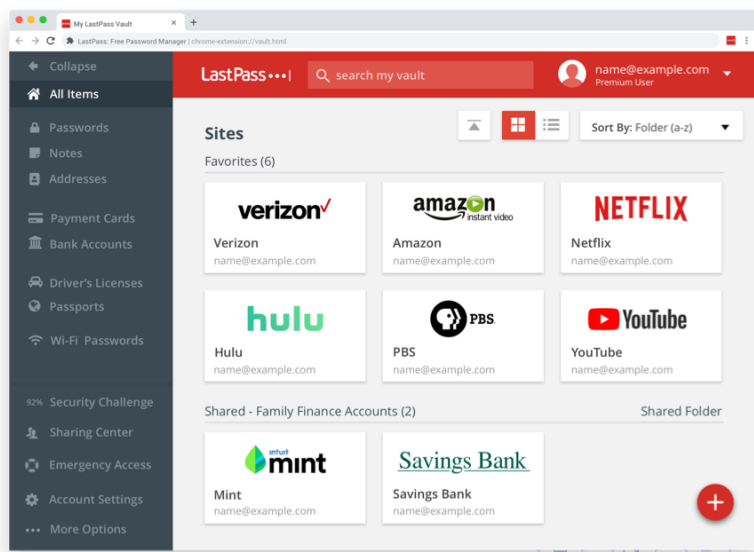 My LastPass Vault
LastPass: Free Password Manager | chrome-extension://vault.html
Collapse
All Items
Passwords
Notes
Addresses
Payment Cards
Bank Accounts
Driver's Licenses
Passports
Wi-Fi Passwords
92% Security Challenge
Sharing Center
Emergency Access
Account Settings
More Options
LastPass•••|
search my vault
name@example.com
Premium User
Sites
Sort By: Folder (a-z)
Favorites (6)
verizon
Verizon
name@example.com
amazon
instant video
Amazon
name@example.com
NETFLIX
Netflix
name@example.com
hulu
Hulu
name@example.com
PBS
PBS
name@example.com
YouTube
YouTube
name@example.com
Shared - Family Finance Accounts (2) Shared Folder
intuit
mint
Mint
name@example.com
Savings Bank
Savings Bank
name@example.com